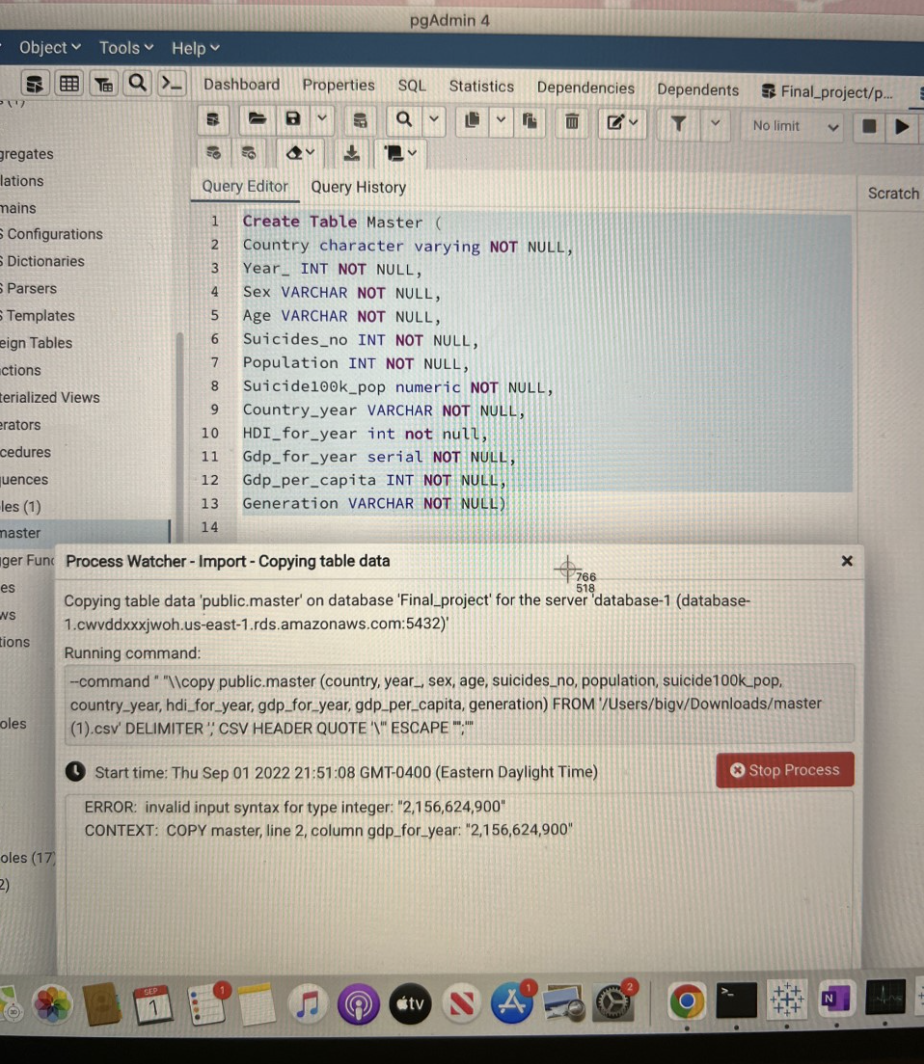 pgAdmin 4
Object Tools Help
Dashboard Properties SQL Statistics Dependencies Dependents Final_project/p...
No limit
gregates
lations
mains
S Configurations
S Dictionaries
S Parsers
S Templates
eign Tables
ctions
terialized Views
erators
cedures
quences
les (1)
master
ger Func
es
ws
tions
oles
oles (17)
2)
Query Editor Query History
Scratch
1 Create Table Master (
2 Country character varying NOT NULL,
3 Year_ INT NOT NULL,
4 Sex VARCHAR NOT NULL,
5 Age VARCHAR NOT NULL,
6 Suicides_no INT NOT NULL,
7 Population INT NOT NULL,
8 Suicide100k_pop numeric NOT NULL,
9 Country_year VARCHAR NOT NULL,
10 HDI_for_year int not null,
11 Gdp_for_year serial NOT NULL,
12 Gdp_per_capita INT NOT NULL,
13 Generation VARCHAR NOT NULL)
14
Process Watcher - Import - Copying table data
766
518
Copying table data 'public.master' on database 'Final_project' for the server 'database-1 (database-
1.cwvddxxxjwoh.us-east-1.rds.amazonaws.com:5432)'
Running command:
--command " "\\copy public.master (country, year_, sex, age, suicides_no, population, suicide100k_pop,
country_year, hdi_for_year, gdp_for_year, gdp_per_capita, generation) FROM '/Users/bigv/Downloads/master
(1).csv' DELIMITER ',' CSV HEADER QUOTE '\"' ESCAPE '"';""
Start time: Thu Sep 01 2022 21:51:08 GMT-0400 (Eastern Daylight Time)
Stop Process
ERROR: invalid input syntax for type integer: "2,156,624,900"
CONTEXT: COPY master, line 2, column gdp_for_year: "2,156,624,900"
SEP
1
1
tv
1
2
N